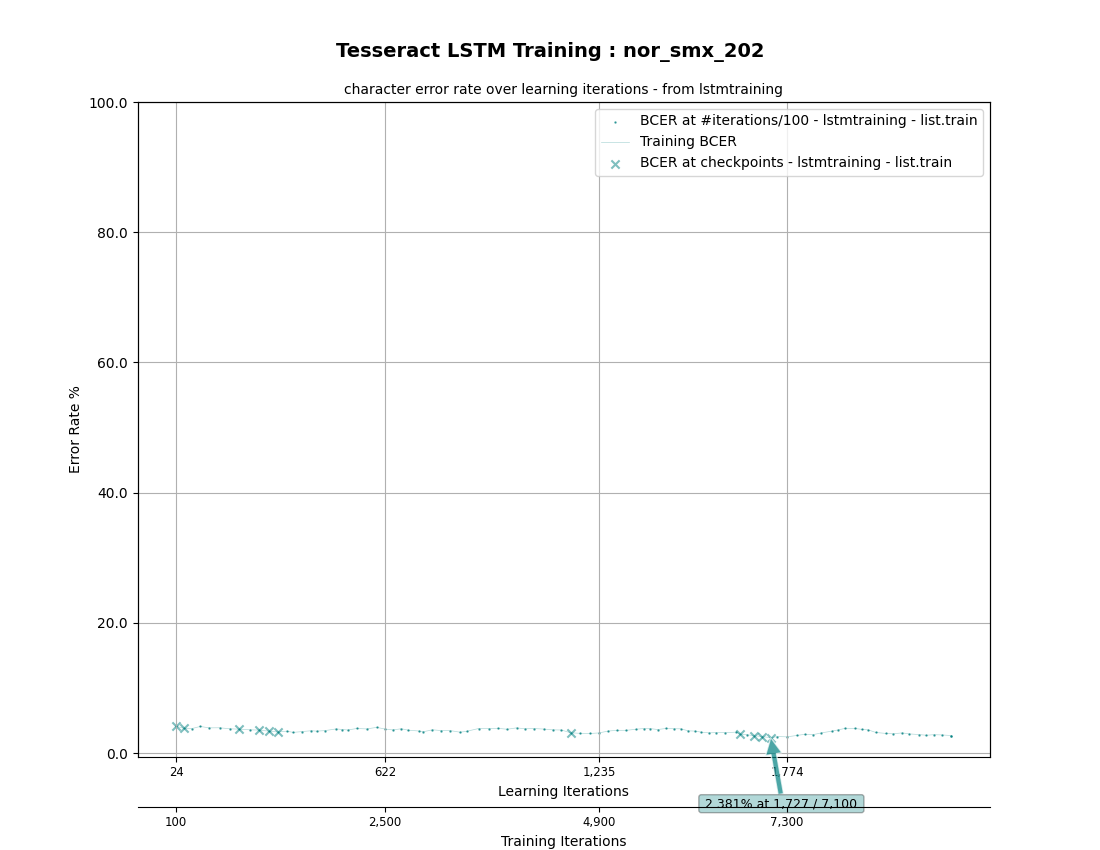 Tesseract LSTM Training : nor_smx_202
character error rate over learning iterations - from lstmtraining
100.0
80.0
60.0
40.0
20.0
0.0
Error Rate %
BCER at #iterations/100 - lstmtraining - list.train
Training BCER
BCER at checkpoints - lstmtraining - list.train
24 622 1,235 1,774
Learning Iterations
2.381% at 1,727 / 7,100
100 2,500 4,900 7,300
Training Iterations